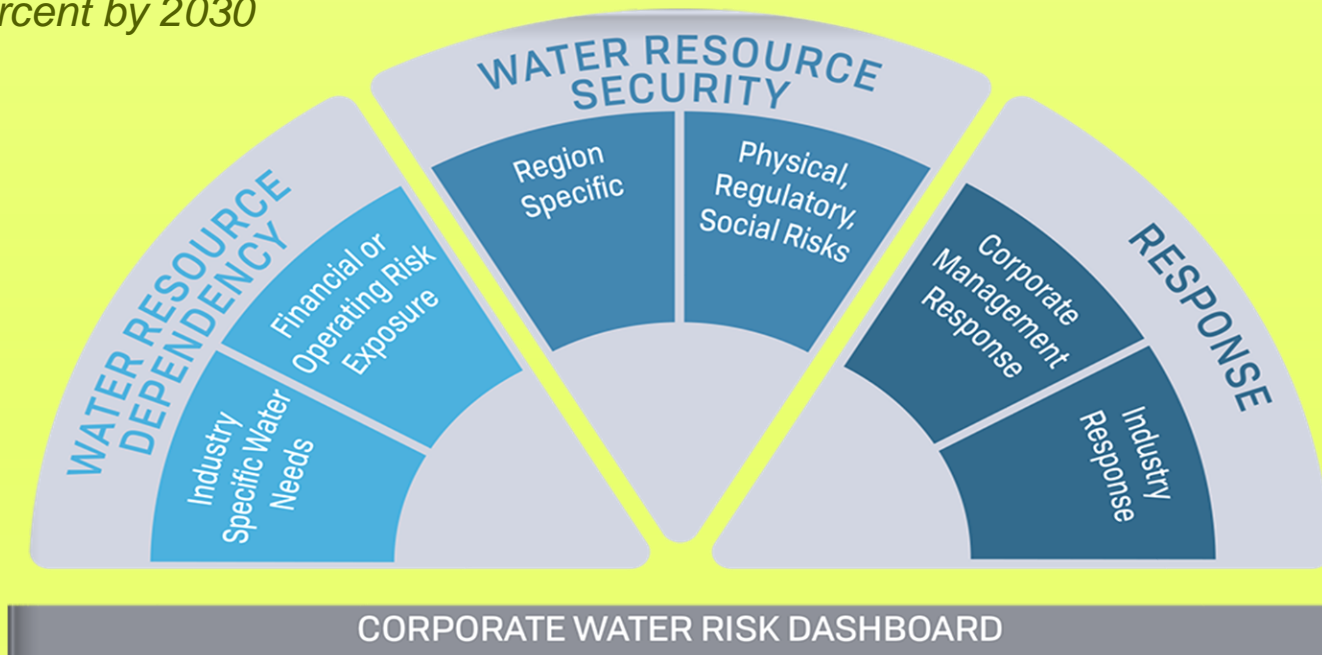 percent by 2030
WATER RESOURCE
DEPENDENCY
Industry
Specific Water
Needs
Financial or
Operating Risk
Exposure
WATER RESOURCE
SECURITY
Region
Specific
Physical,
Regulatory,
Social Risks
RESPONSE
Corporate
Management
Response
Industry
Response
CORPORATE WATER RISK DASHBOARD